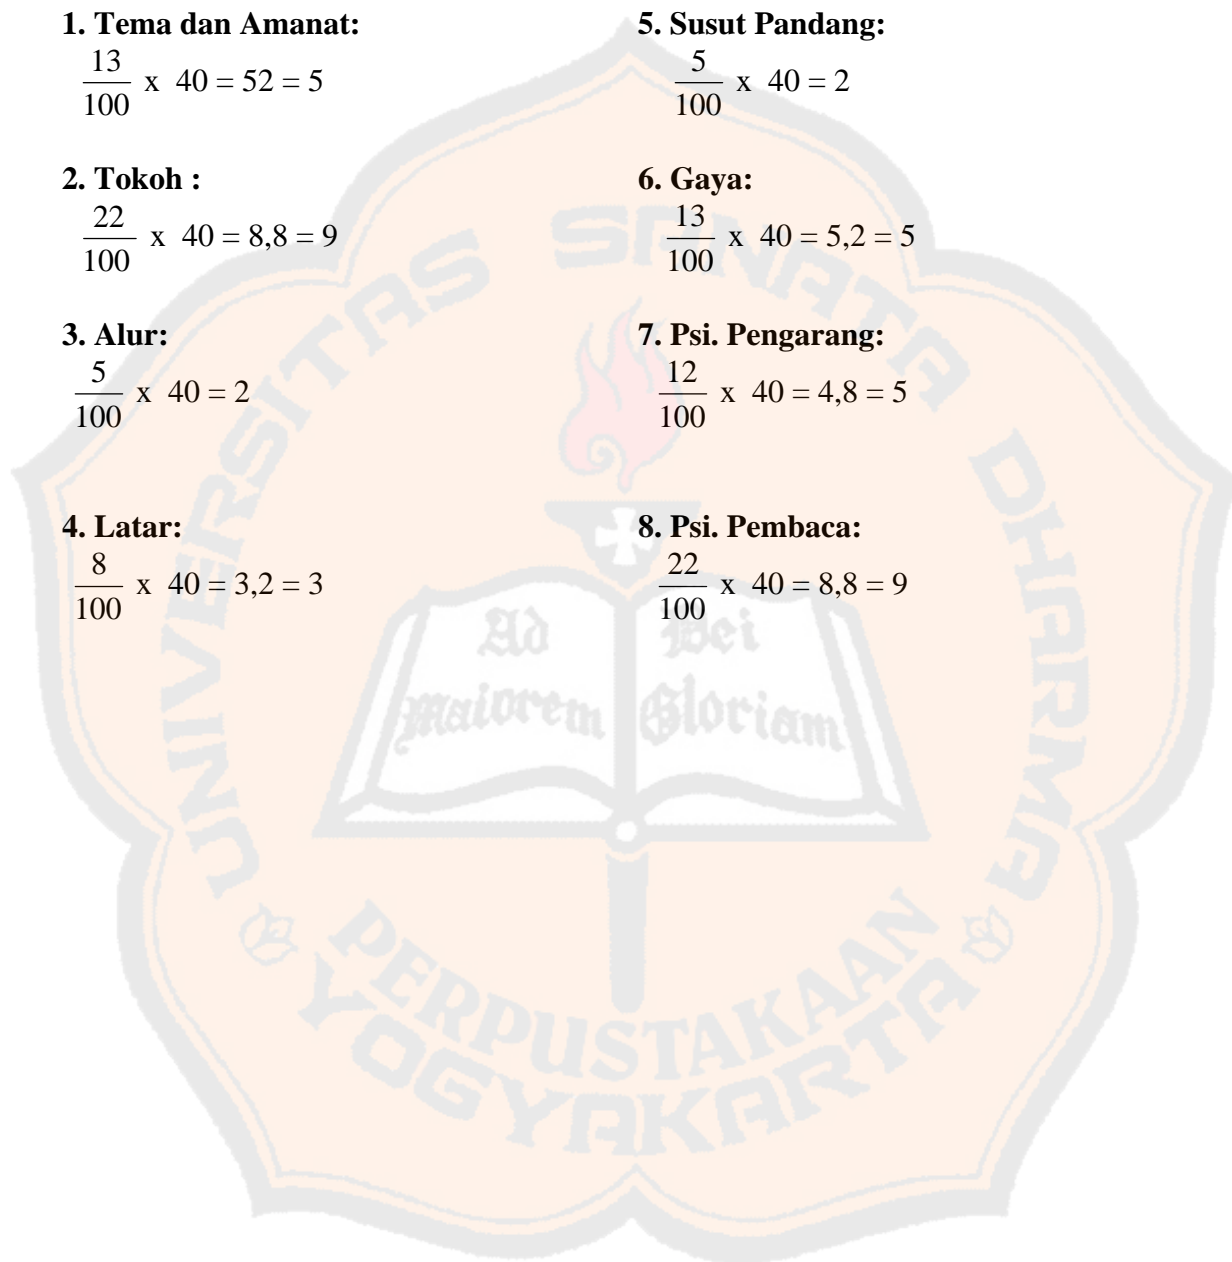 1. Tema dan Amanat:
13/100 x 40 = 52 = 5
2. Tokoh :
22/100 x 40 = 8,8 = 9
3. Alur:
5/100 x 40 = 2
4. Latar:
8/100 x 40 = 3,2 = 3
5. Susut Pandang:
5/100 x 40 = 2
6. Gaya:
13/100 x 40 = 5,2 = 5
7. Psi. Pengarang:
12/100 x 40 = 4,8 = 5
8. Psi. Pembaca:
22/100 x 40 = 8,8 = 9
UNIVERSITAS SANATA DHARMA
Ad Dei
Maiorem Gloriam
PERPUSTAKAAN
YOGYAKARTA